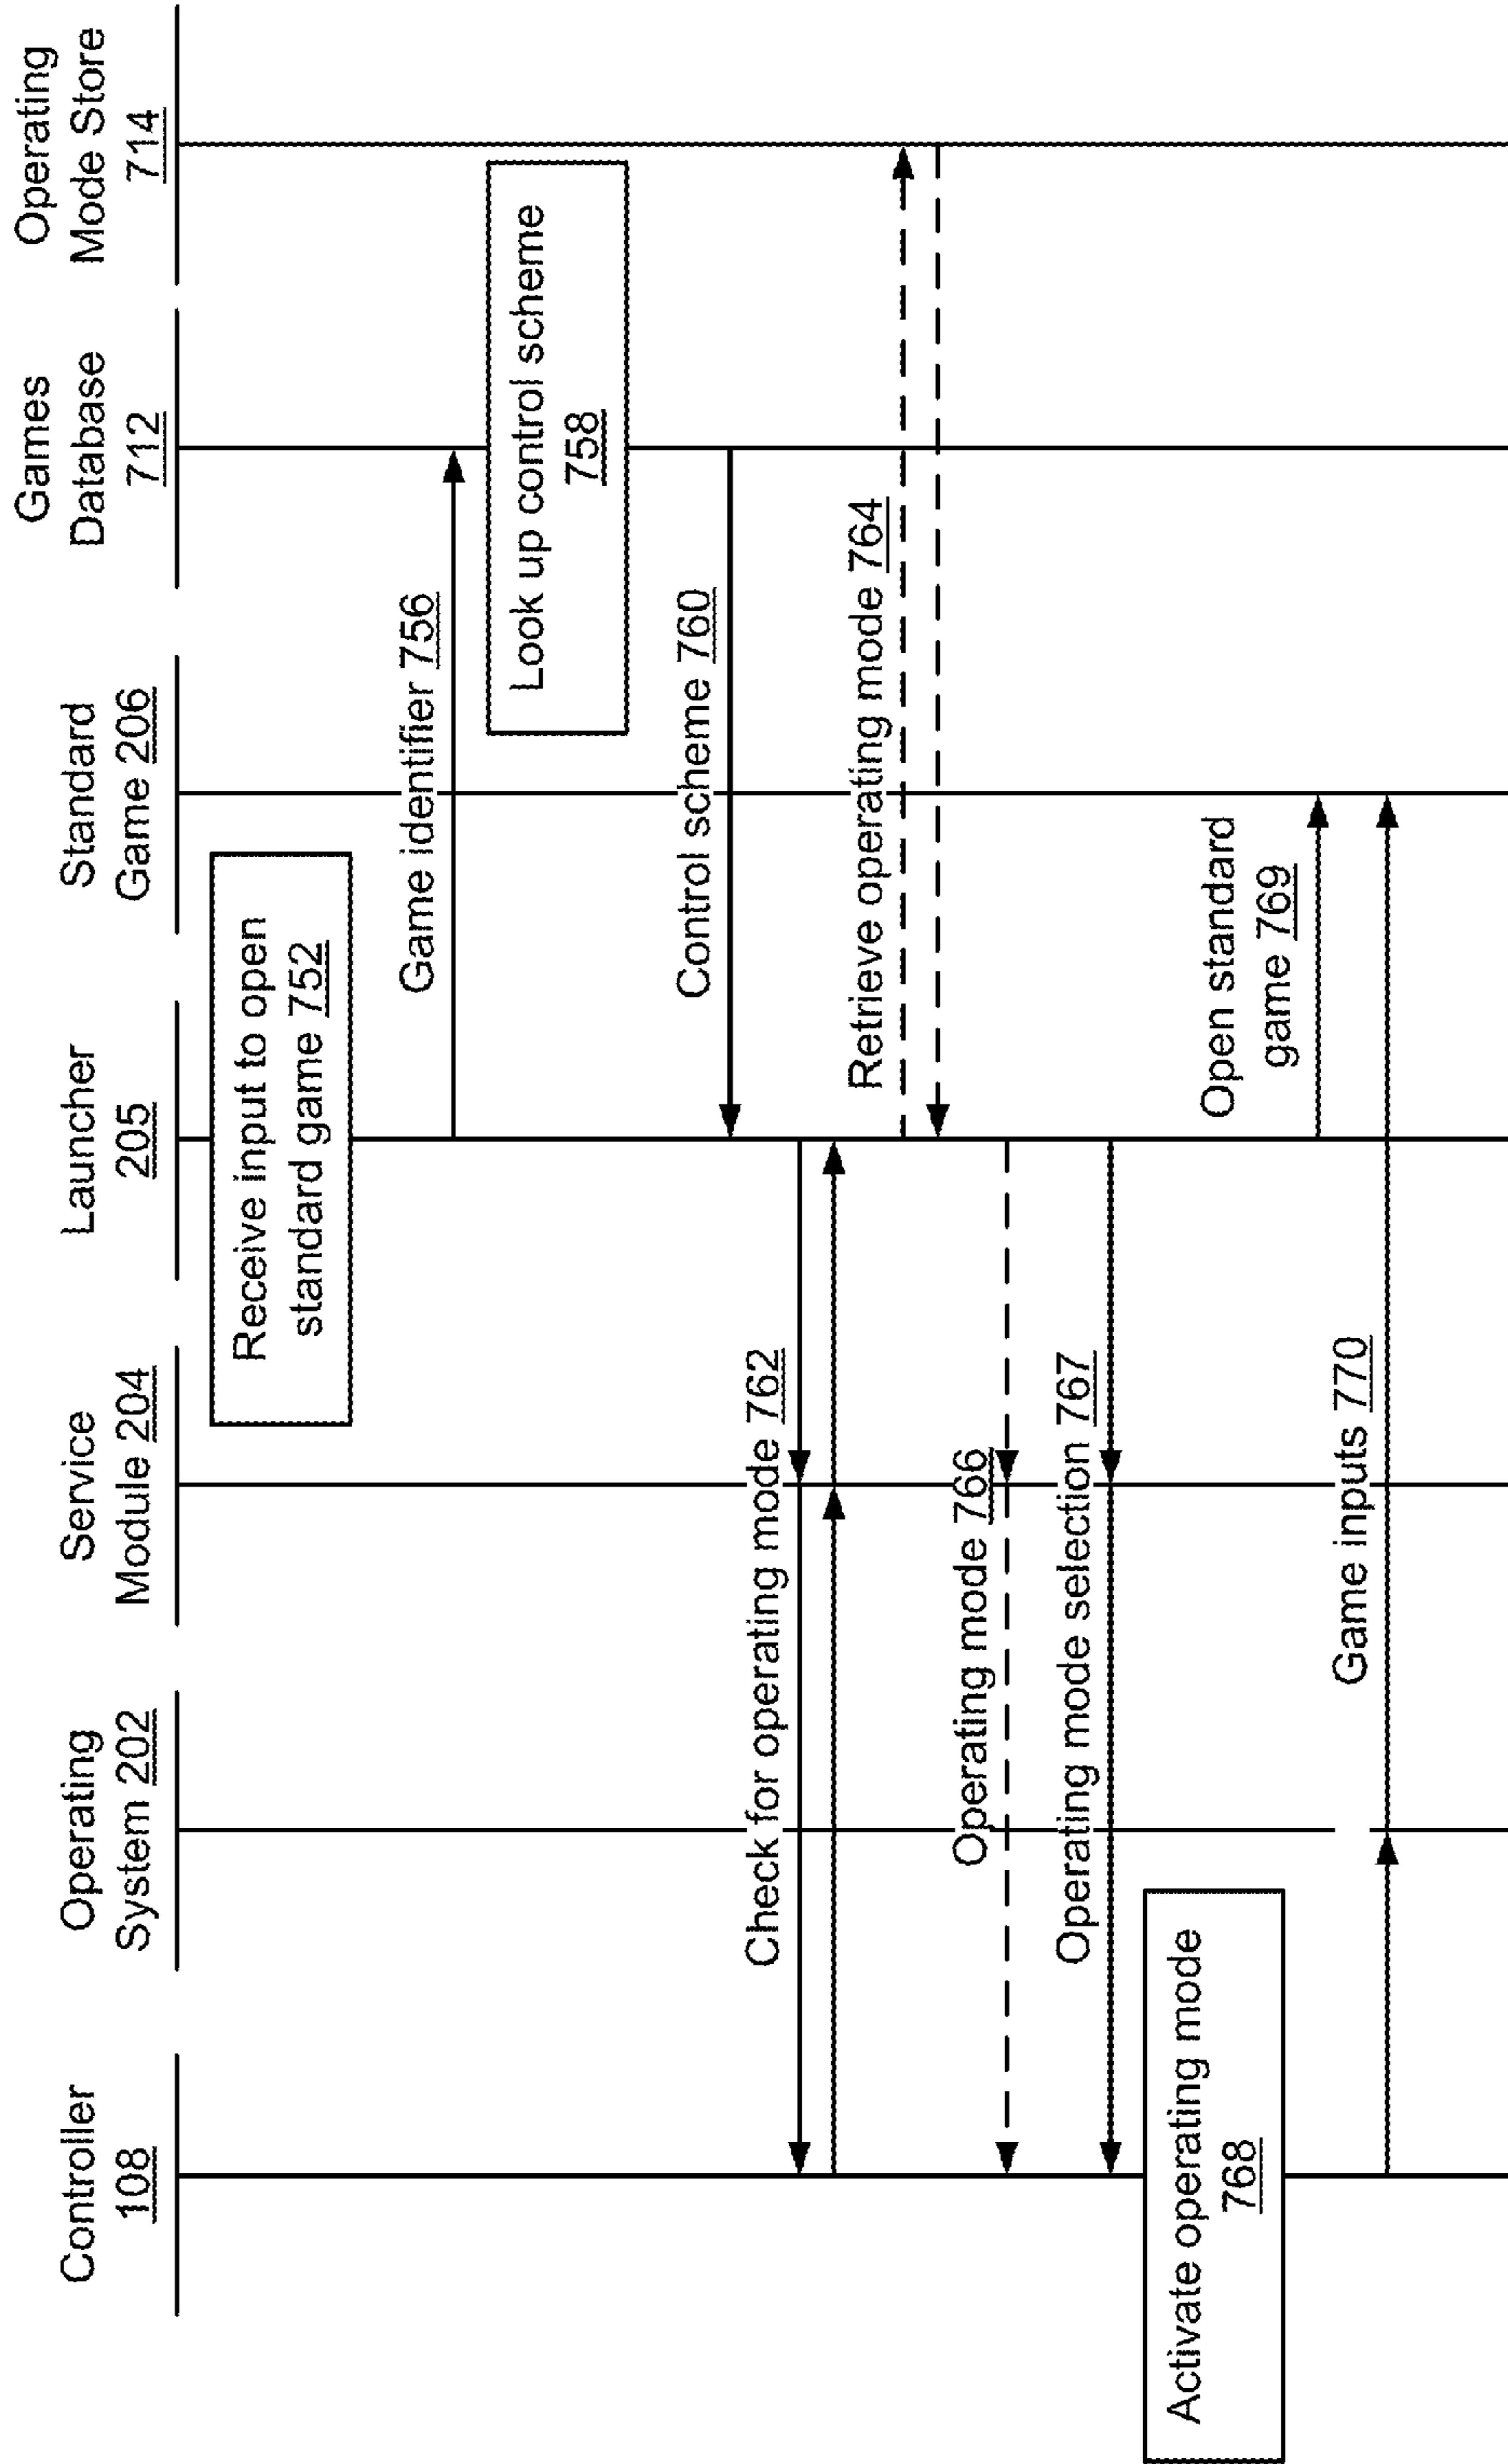 Controller
108
Operating
System 202
Service
Module 204
Launcher
205
Standard
Game 206
Games
Database
712
Operating
Mode Store
714
Receive input to open
standard game 752
Game identifier 756
Look up control scheme
758
Control scheme 760
Check for operating mode 762
Retrieve operating mode 764
Operating mode 766
Operating mode selection 767
Activate operating mode
768
Open standard
game 769
Game inputs 770